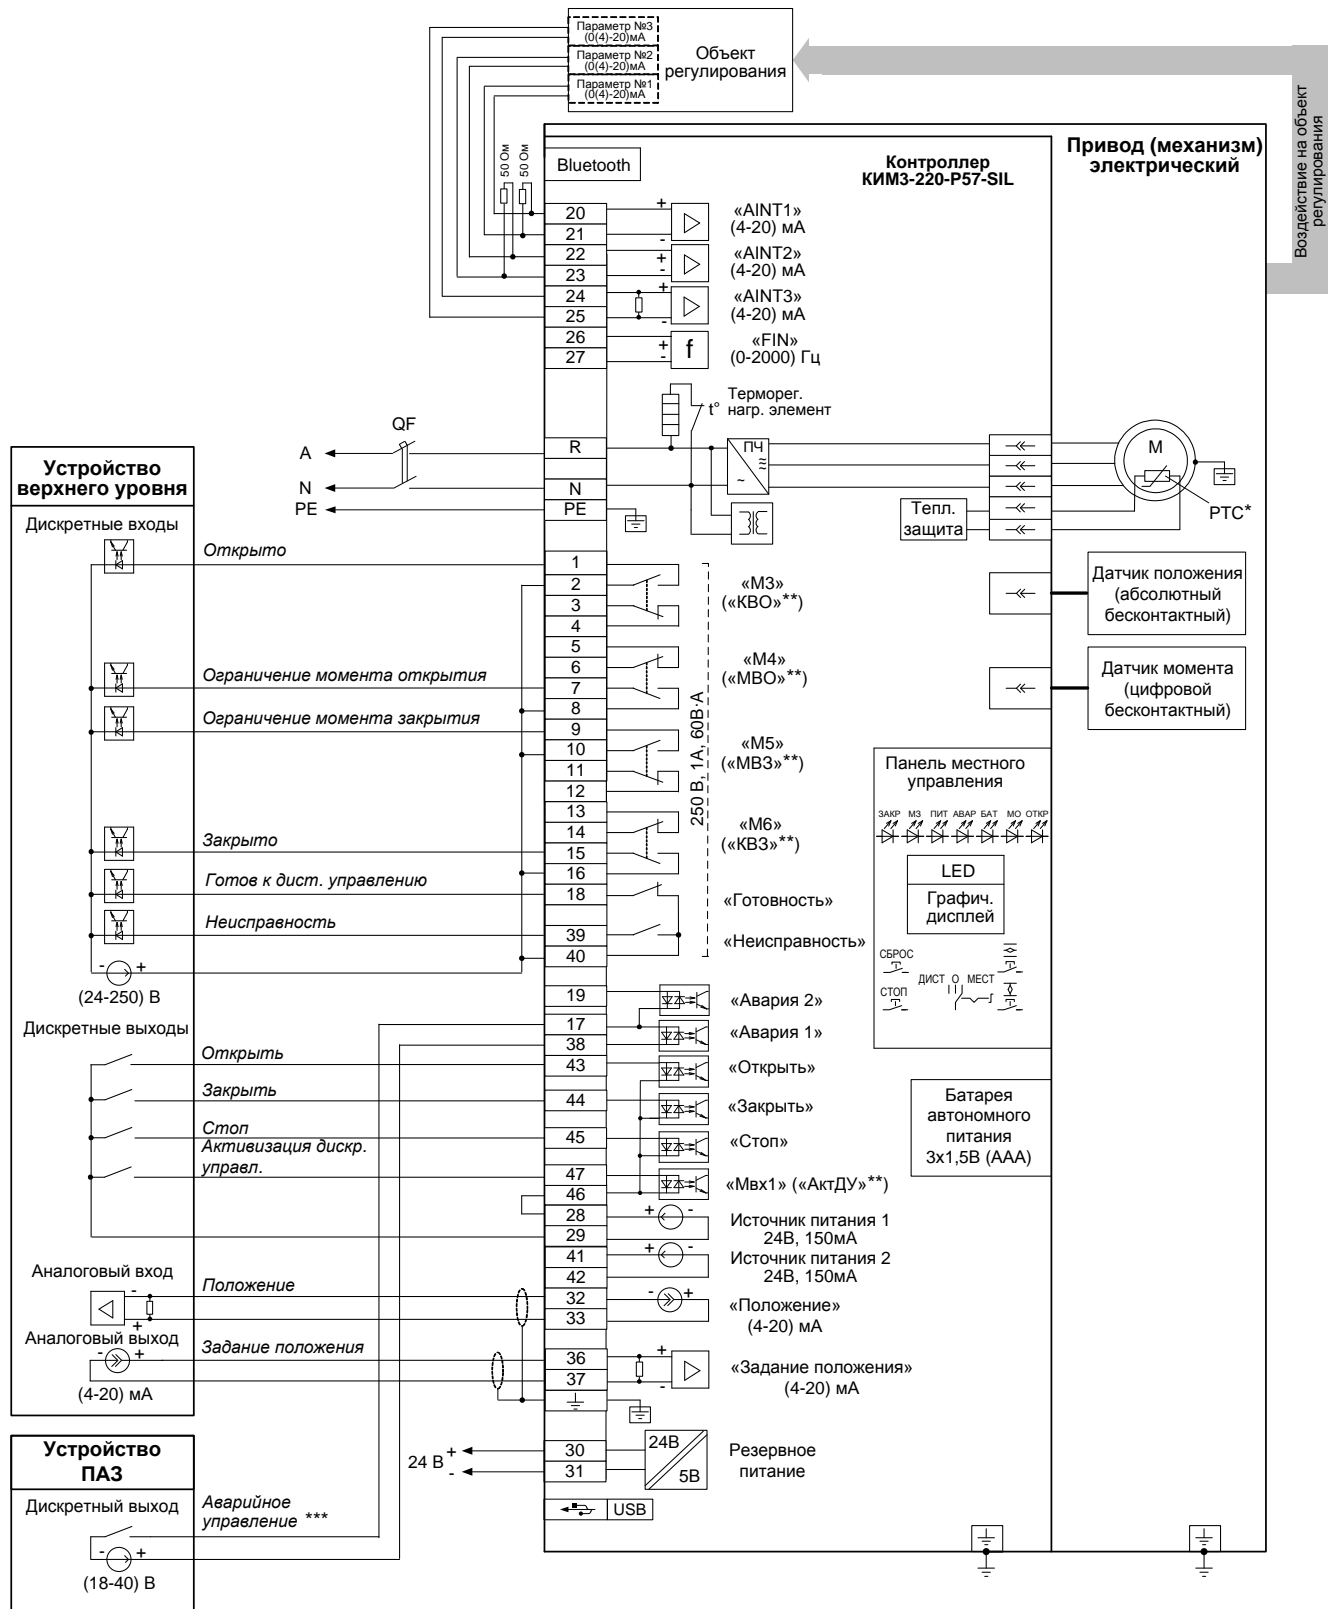 Параметр №3
(0(4)-20)мА
Параметр №2
(0(4)-20)мА
Параметр №1
(0(4)-20)мА
Объект
регулирования
Воздействие на объект
регулирования
50 Ом
50 Ом
Bluetooth
Контроллер
КИМ3-220-Р57-SIL
Привод (механизм)
электрический
20
21
22
23
24
25
26
27
+
-
«AINT1»
(4-20) мА
+
-
«AINT2»
(4-20) мА
+
-
«AINT3»
(4-20) мА
+
-
f
«FIN»
(0-2000) Гц
t°
Терморег.
нагр. элемент
QF
A
N
PE
R
N
PE
ПЧ
≈
~
M
PTC*
Тепл.
защита
Датчик положения
(абсолютный
бесконтактный)
Датчик момента
(цифровой
бесконтактный)
Устройство
верхнего уровня
Дискретные входы
Открыто
Ограничение момента открытия
Ограничение момента закрытия
Закрыто
Готов к дист. управлению
Неисправность
- +
(24-250) В
1
2
3
4
5
6
7
8
9
10
11
12
13
14
15
16
18
39
40
«М3»
(«КВО»**)
«М4»
(«МВО»**)
«М5»
(«МВЗ»**)
«М6»
(«КВЗ»**)
«Готовность»
«Неисправность»
250 В, 1А, 60В·А
Панель местного
управления
ЗАКР МЗ ПИТ АВАР БАТ МО ОТКР
LED
Графич.
дисплей
СБРОС
СТОП
ДИСТ О МЕСТ
Батарея
автономного
питания
3х1,5В (ААА)
Дискретные выходы
Открыть
Закрыть
Стоп
Активизация дискр.
управл.
19
17
38
43
44
45
47
46
28
29
41
42
32
33
36
37
«Авария 2»
«Авария 1»
«Открыть»
«Закрыть»
«Стоп»
«Мвх1» («АктДУ»**)
+ -
Источник питания 1
24В, 150мА
+ -
Источник питания 2
24В, 150мА
- +
«Положение»
(4-20) мА
+
-
«Задание положения»
(4-20) мА
Аналоговый вход
-
+
Положение
Аналоговый выход
- +
Задание положения
(4-20) мА
24 В
+
-
30
31
24В
5В
Резервное
питание
USB
Устройство
ПАЗ
Дискретный выход
Аварийное
управление ***
- +
(18-40) В